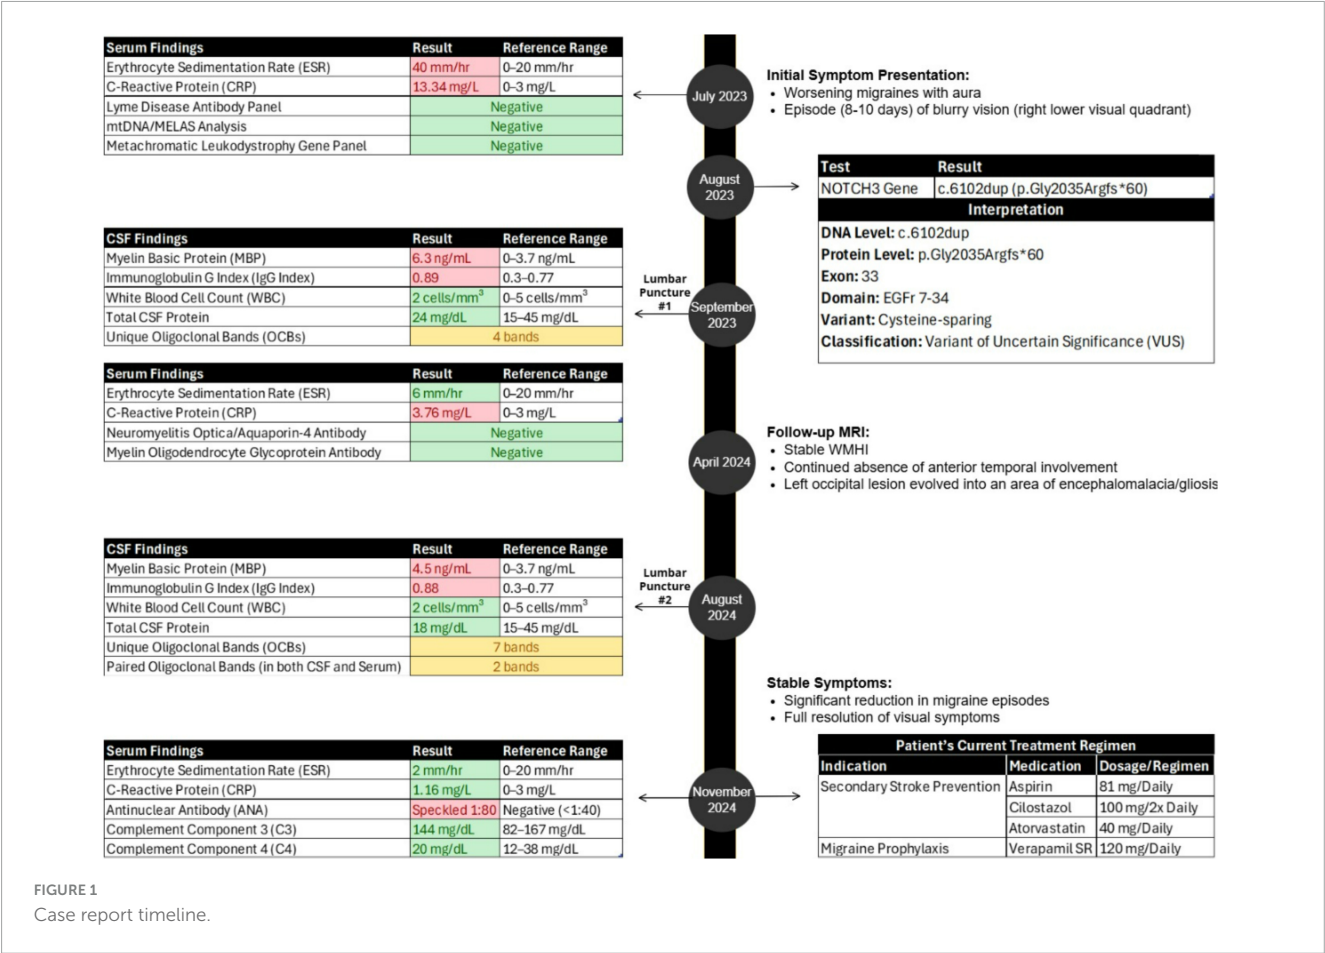 Serum Findings Result Reference Range
Erythrocyte Sedimentation Rate (ESR) 40 mm/hr 0–20 mm/hr
C-Reactive Protein (CRP) 13.34 mg/L 0–3 mg/L
Lyme Disease Antibody Panel Negative
mtDNA/MELAS Analysis Negative
Metachromatic Leukodystrophy Gene Panel Negative
July 2023
Initial Symptom Presentation:
• Worsening migraines with aura
• Episode (8-10 days) of blurry vision (right lower visual quadrant)
August
2023
Test Result
NOTCH3 Gene c.6102dup (p.Gly2035Argfs*60)
Interpretation
DNA Level: c.6102dup
Protein Level: p.Gly2035Argfs*60
Exon: 33
Domain: EGFr 7-34
Variant: Cysteine-sparing
Classification: Variant of Uncertain Significance (VUS)
CSF Findings Result Reference Range
Myelin Basic Protein (MBP) 6.3 ng/mL 0–3.7 ng/mL
Immunoglobulin G Index (IgG Index) 0.89 0.3–0.77
White Blood Cell Count (WBC) 2 cells/mm³ 0–5 cells/mm³
Total CSF Protein 24 mg/dL 15–45 mg/dL
Unique Oligoclonal Bands (OCBs) 4 bands
Lumbar
Puncture
#1
September
2023
Serum Findings Result Reference Range
Erythrocyte Sedimentation Rate (ESR) 6 mm/hr 0–20 mm/hr
C-Reactive Protein (CRP) 3.76 mg/L 0–3 mg/L
Neuromyelitis Optica/Aquaporin-4 Antibody Negative
Myelin Oligodendrocyte Glycoprotein Antibody Negative
April 2024
Follow-up MRI:
• Stable WMHI
• Continued absence of anterior temporal involvement
• Left occipital lesion evolved into an area of encephalomalacia/gliosis
CSF Findings Result Reference Range
Myelin Basic Protein (MBP) 4.5 ng/mL 0–3.7 ng/mL
Immunoglobulin G Index (IgG Index) 0.88 0.3–0.77
White Blood Cell Count (WBC) 2 cells/mm³ 0–5 cells/mm³
Total CSF Protein 18 mg/dL 15–45 mg/dL
Unique Oligoclonal Bands (OCBs) 7 bands
Paired Oligoclonal Bands (in both CSF and Serum) 2 bands
Lumbar
Puncture
#2
August
2024
Stable Symptoms:
• Significant reduction in migraine episodes
• Full resolution of visual symptoms
Serum Findings Result Reference Range
Erythrocyte Sedimentation Rate (ESR) 2 mm/hr 0–20 mm/hr
C-Reactive Protein (CRP) 1.16 mg/L 0–3 mg/L
Antinuclear Antibody (ANA) Speckled 1:80 Negative (<1:40)
Complement Component 3 (C3) 144 mg/dL 82–167 mg/dL
Complement Component 4 (C4) 20 mg/dL 12–38 mg/dL
November
2024
Patient's Current Treatment Regimen
Indication Medication Dosage/Regimen
Secondary Stroke Prevention Aspirin 81 mg/Daily
Cilostazol 100 mg/2x Daily
Atorvastatin 40 mg/Daily
Migraine Prophylaxis Verapamil SR 120 mg/Daily
FIGURE 1
Case report timeline.